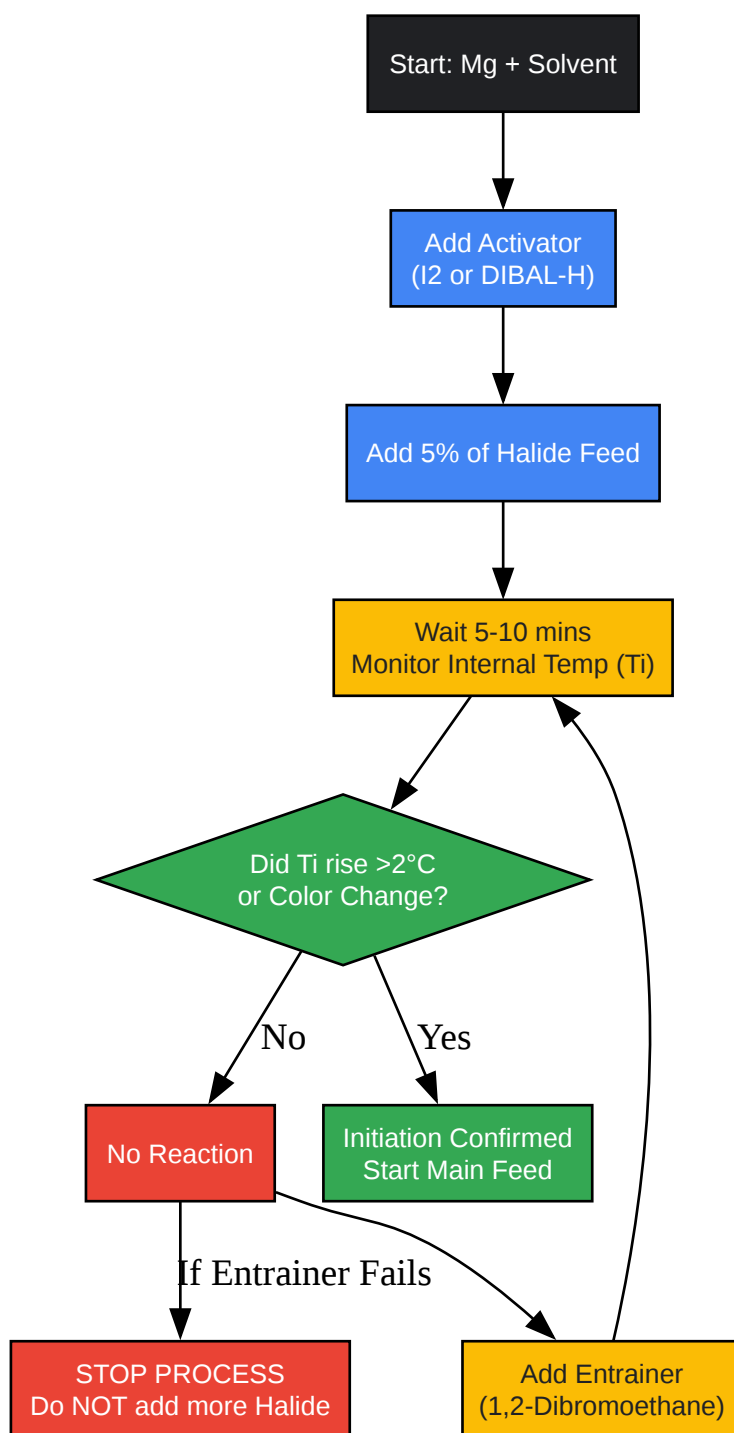 Start: Mg + Solvent
Add Activator
(I2 or DIBAL-H)
Add 5% of Halide Feed
Wait 5-10 mins
Monitor Internal Temp (Ti)
Did Ti rise >2°C
or Color Change?
No
Yes
No Reaction
Initiation Confirmed
Start Main Feed
If Entrainer Fails
STOP PROCESS
Do NOT add more Halide
Add Entrainer
(1,2-Dibromoethane)